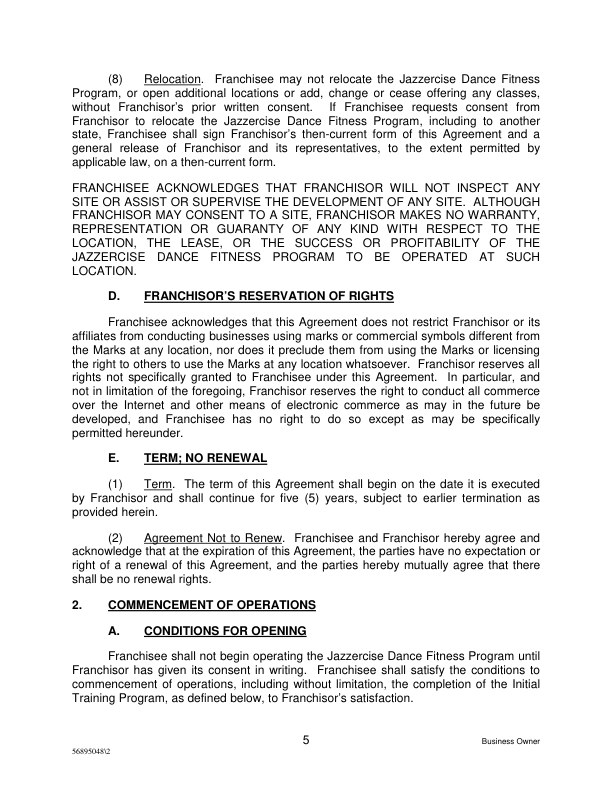 (8) Relocation. Franchisee may not relocate the Jazzercise Dance Fitness
Program, or open additional locations or add, change or cease offering any classes,
without Franchisor's prior written consent. If Franchisee requests consent from
Franchisor to relocate the Jazzercise Dance Fitness Program, including to another
state, Franchisee shall sign Franchisor's then-current form of this Agreement and a
general release of Franchisor and its representatives, to the extent permitted by
applicable law, on a then-current form.
FRANCHISEE ACKNOWLEDGES THAT FRANCHISOR WILL NOT INSPECT ANY
SITE OR ASSIST OR SUPERVISE THE DEVELOPMENT OF ANY SITE. ALTHOUGH
FRANCHISOR MAY CONSENT TO A SITE, FRANCHISOR MAKES NO WARRANTY,
REPRESENTATION OR GUARANTY OF ANY KIND WITH RESPECT TO THE
LOCATION, THE LEASE, OR THE SUCCESS OR PROFITABILITY OF THE
JAZZERCISE DANCE FITNESS PROGRAM TO BE OPERATED AT SUCH
LOCATION.
D. FRANCHISOR'S RESERVATION OF RIGHTS
Franchisee acknowledges that this Agreement does not restrict Franchisor or its
affiliates from conducting businesses using marks or commercial symbols different from
the Marks at any location, nor does it preclude them from using the Marks or licensing
the right to others to use the Marks at any location whatsoever. Franchisor reserves all
rights not specifically granted to Franchisee under this Agreement. In particular, and
not in limitation of the foregoing, Franchisor reserves the right to conduct all commerce
over the Internet and other means of electronic commerce as may in the future be
developed, and Franchisee has no right to do so except as may be specifically
permitted hereunder.
E. TERM; NO RENEWAL
(1) Term. The term of this Agreement shall begin on the date it is executed
by Franchisor and shall continue for five (5) years, subject to earlier termination as
provided herein.
(2) Agreement Not to Renew. Franchisee and Franchisor hereby agree and
acknowledge that at the expiration of this Agreement, the parties have no expectation or
right of a renewal of this Agreement, and the parties hereby mutually agree that there
shall be no renewal rights.
2. COMMENCEMENT OF OPERATIONS
A. CONDITIONS FOR OPENING
Franchisee shall not begin operating the Jazzercise Dance Fitness Program until
Franchisor has given its consent in writing. Franchisee shall satisfy the conditions to
commencement of operations, including without limitation, the completion of the Initial
Training Program, as defined below, to Franchisor's satisfaction.
5
Business Owner
56895048\2